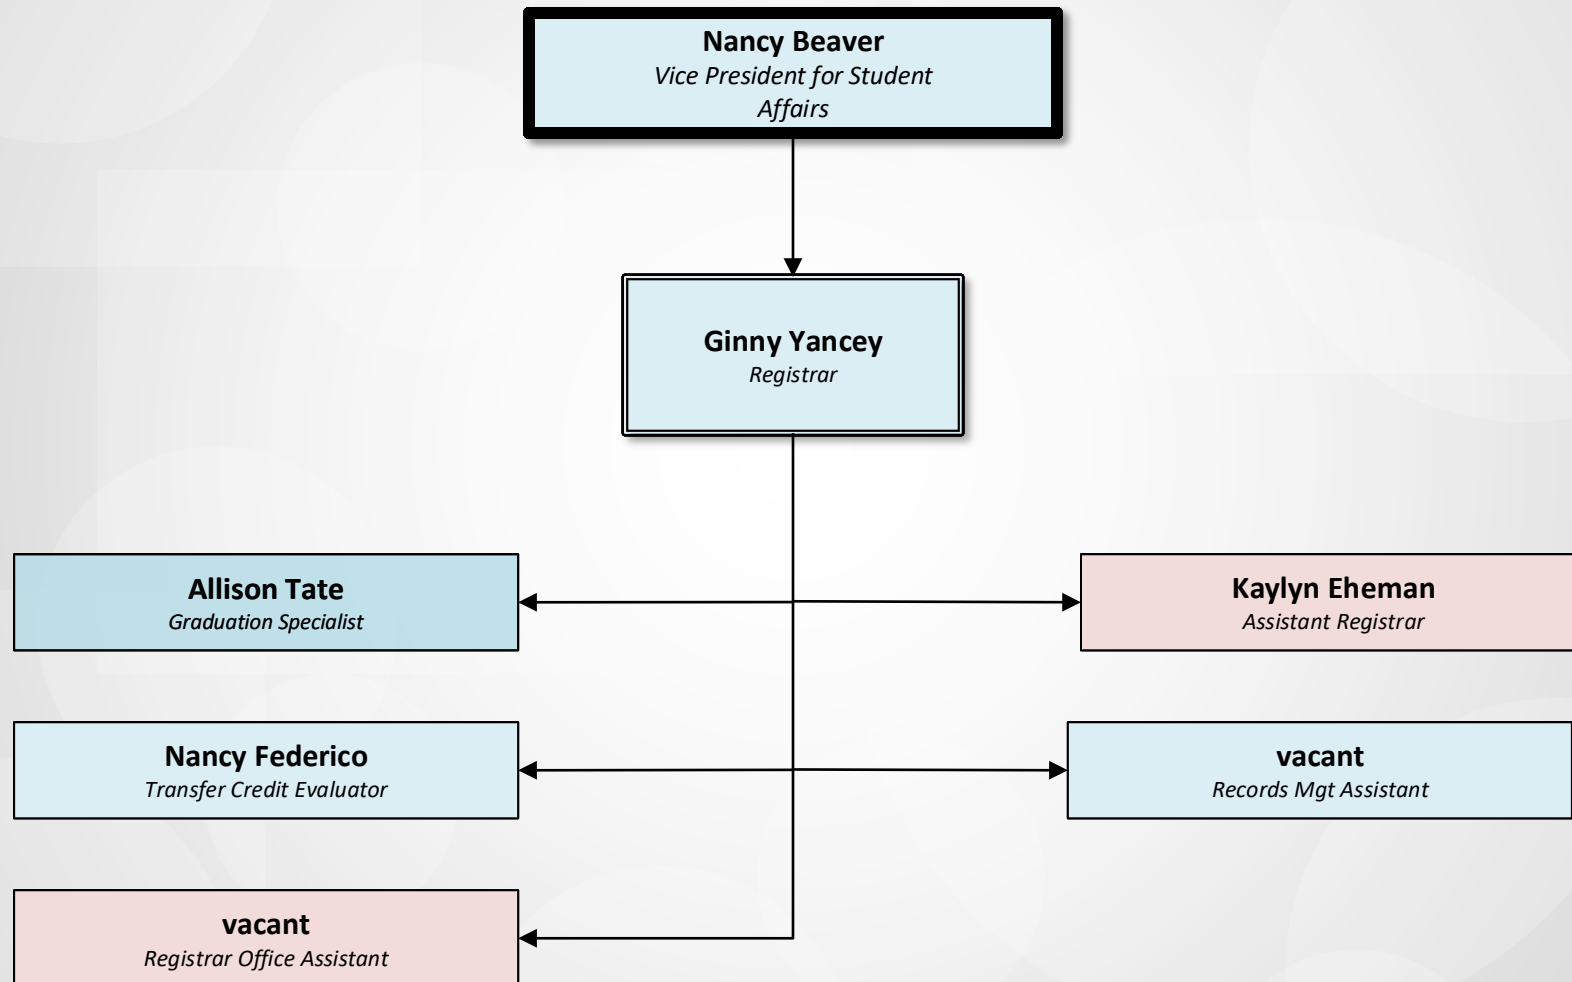 Nancy Beaver
Vice President for Student
Affairs
Ginny Yancey
Registrar
Allison Tate
Graduation Specialist
Kaylyn Eheman
Assistant Registrar
Nancy Federico
Transfer Credit Evaluator
vacant
Records Mgt Assistant
vacant
Registrar Office Assistant